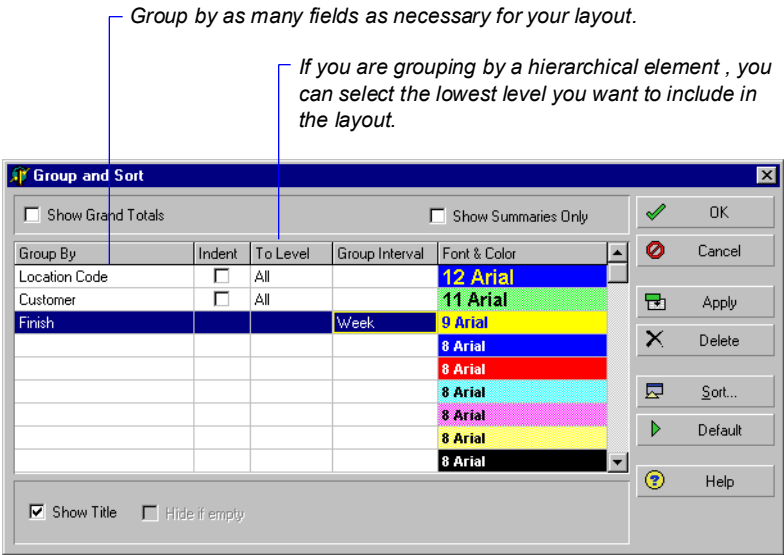 Group by as many fields as necessary for your layout.
If you are grouping by a hierarchical element , you
can select the lowest level you want to include in
the layout.
Group and Sort
Show Grand Totals
Show Summaries Only
OK
Group By Indent To Level Group Interval Font & Color
Cancel
Location Code All 12 Arial
Customer All 11 Arial
Apply
Finish Week 9 Arial
8 Arial
Delete
8 Arial
8 Arial
Sort...
8 Arial
8 Arial
Default
8 Arial
Help
Show Title Hide if empty